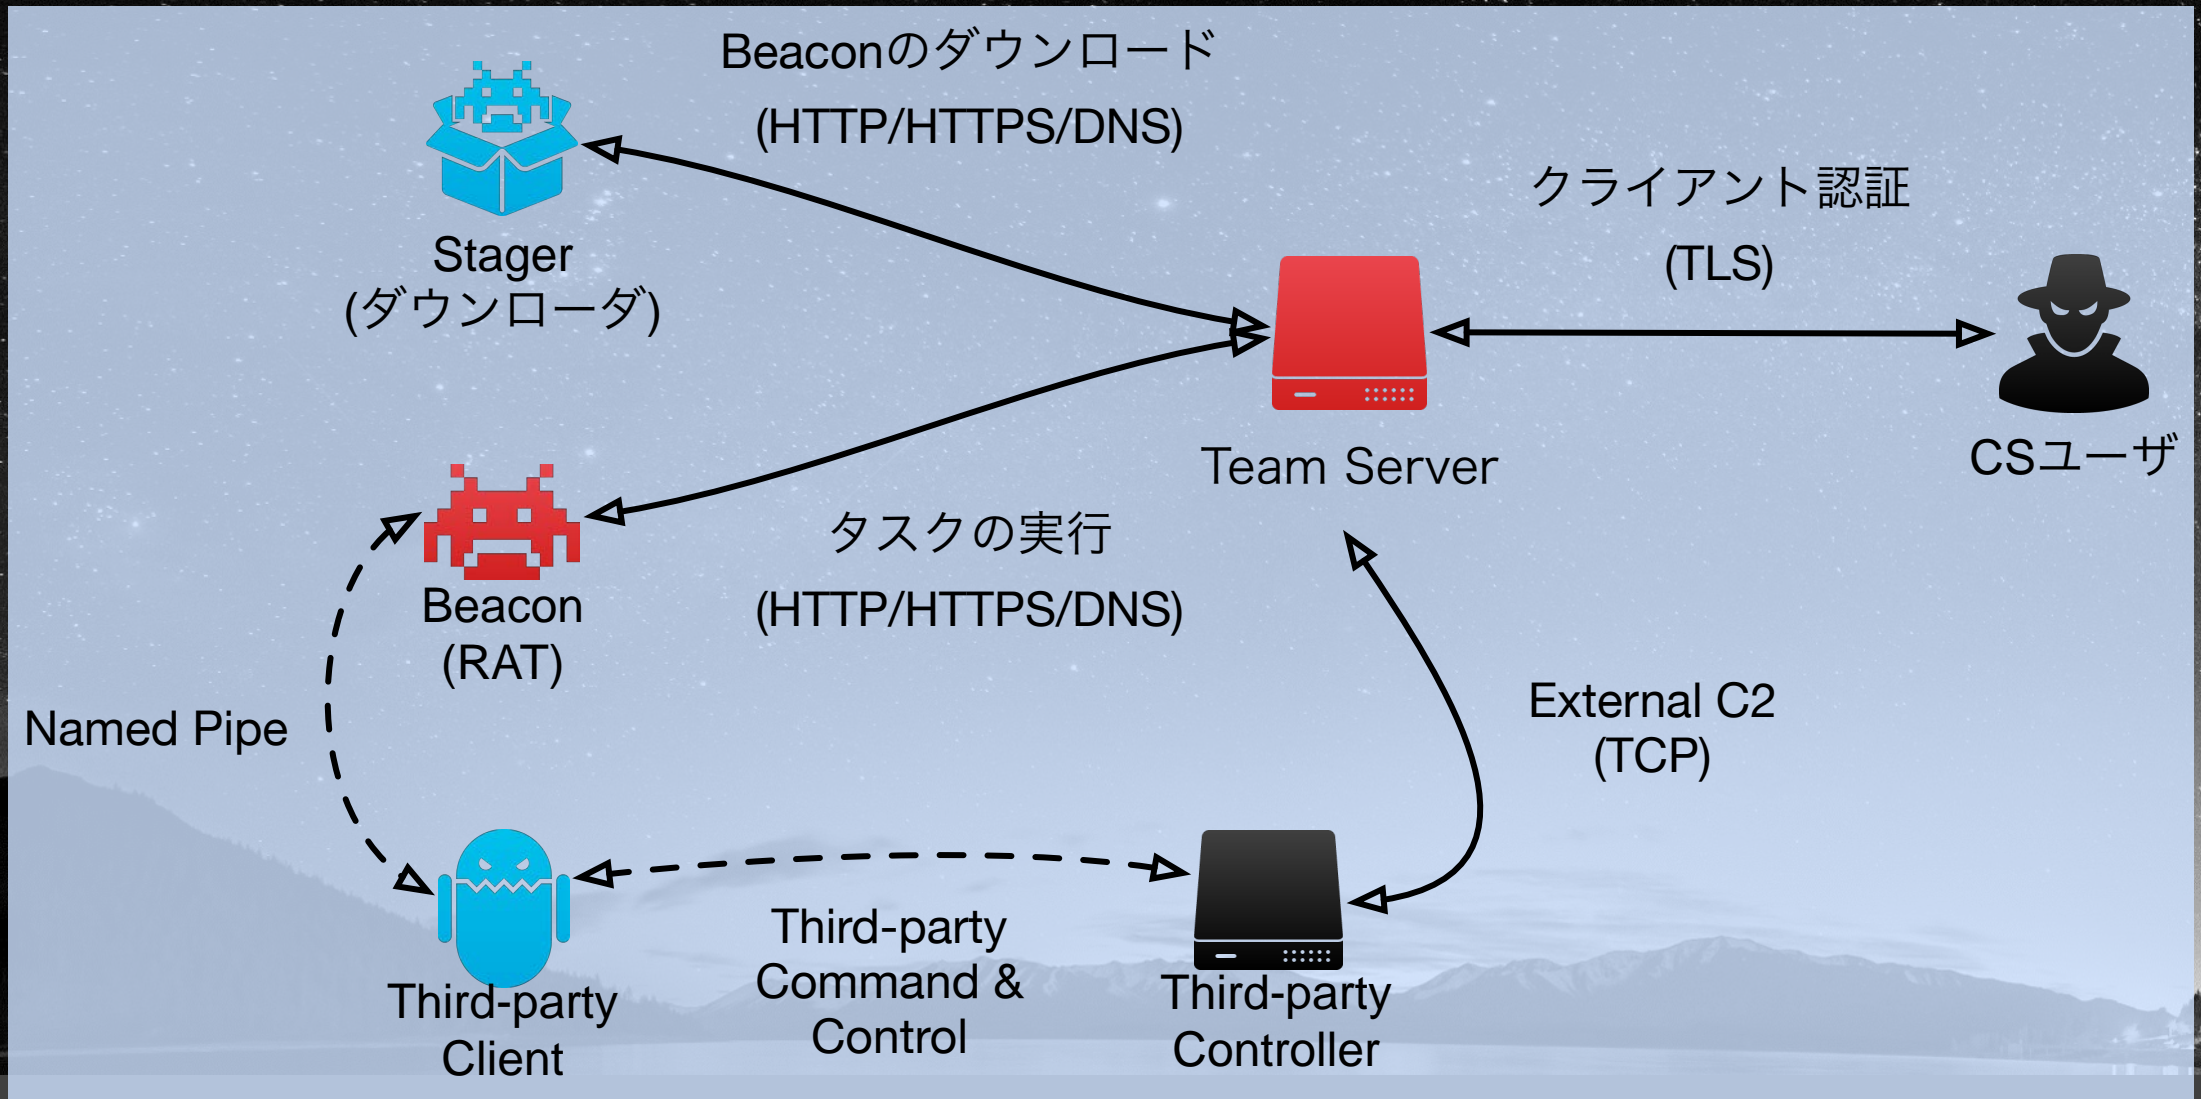 Beaconのダウンロード
(HTTP/HTTPS/DNS)
Stager
(ダウンローダ)
クライアント認証
(TLS)
Team Server
CSユーザ
Beacon
(RAT)
タスクの実行
(HTTP/HTTPS/DNS)
Named Pipe
External C2
(TCP)
Third-party
Client
Third-party
Command &
Control
Third-party
Controller